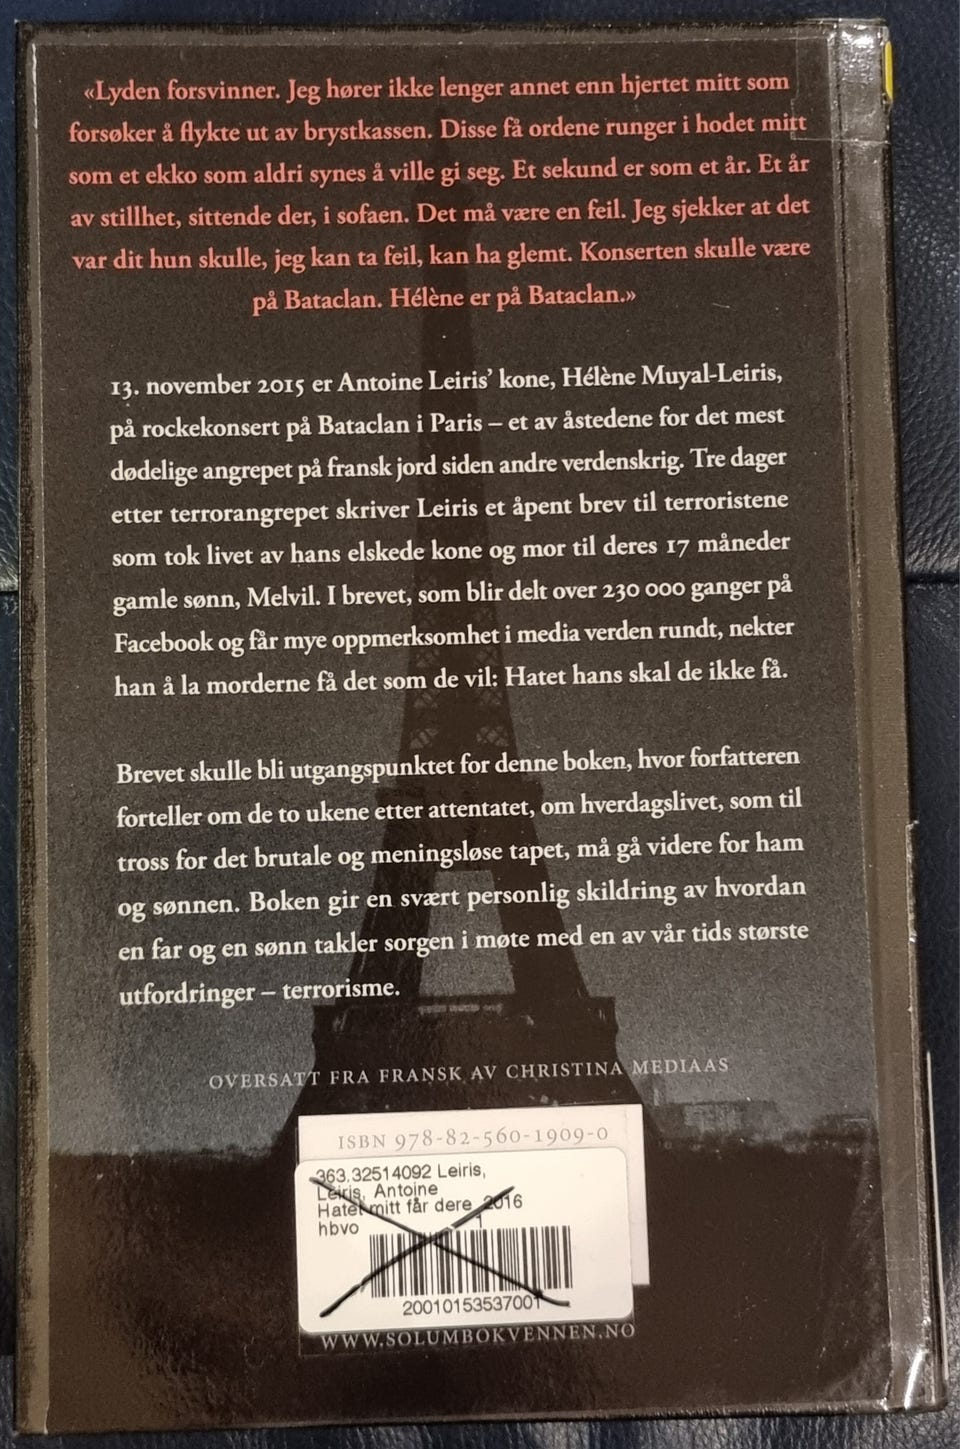 «Lyden forsvinner. Jeg hører ikke lenger annet enn hjertet mitt som
forsøker å flykte ut av brystkassen. Disse få ordene runger i hodet mitt
som et ekko som aldri synes å ville gi seg. Et sekund er som et år. Et år
av stillhet, sittende der, i sofaen. Det må være en feil. Jeg sjekker at det
var dit hun skulle, jeg kan ta feil, kan ha glemt. Konserten skulle være
på Bataclan. Hélène er på Bataclan.»
13. november 2015 er Antoine Leiris’ kone, Hélène Muyal-Leiris,
på rockekonsert på Bataclan i Paris – et av åstedene for det mest
dødelige angrepet på fransk jord siden andre verdenskrig. Tre dager
etter terrorangrepet skriver Leiris et åpent brev til terroristene
som tok livet av hans elskede kone og mor til deres 17 måneder
gamle sønn, Melvil. I brevet, som blir delt over 230 000 ganger på
Facebook og får mye oppmerksomhet i media verden rundt, nekter
han å la morderne få det som de vil: Hatet hans skal de ikke få.
Brevet skulle bli utgangspunktet for denne boken, hvor forfatteren
forteller om de to ukene etter attentatet, om hverdagslivet, som til
tross for det brutale og meningsløse tapet, må gå videre for ham
og sønnen. Boken gir en svært personlig skildring av hvordan
en far og en sønn takler sorgen i møte med en av vår tids største
utfordringer – terrorisme.
OVERSATT FRA FRANSK AV CHRISTINA MEDIAAS
ISBN 978-82-560-1909-0
363.32514092 Leiris,
Leiris, Antoine
Hatet mitt får dere 2016
hbvo 1
20010153537001
WWW.SOLUMBOKVENNEN.NO